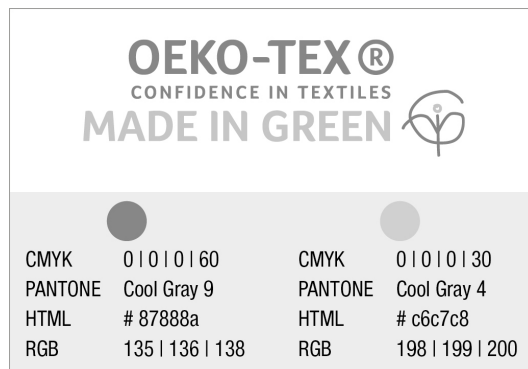 OEKO-TEX®
CONFIDENCE IN TEXTILES
MADE IN GREEN
CMYK 0 | 0 | 0 | 60
PANTONE Cool Gray 9
HTML # 87888a
RGB 135 | 136 | 138
CMYK 0 | 0 | 0 | 30
PANTONE Cool Gray 4
HTML # c6c7c8
RGB 198 | 199 | 200